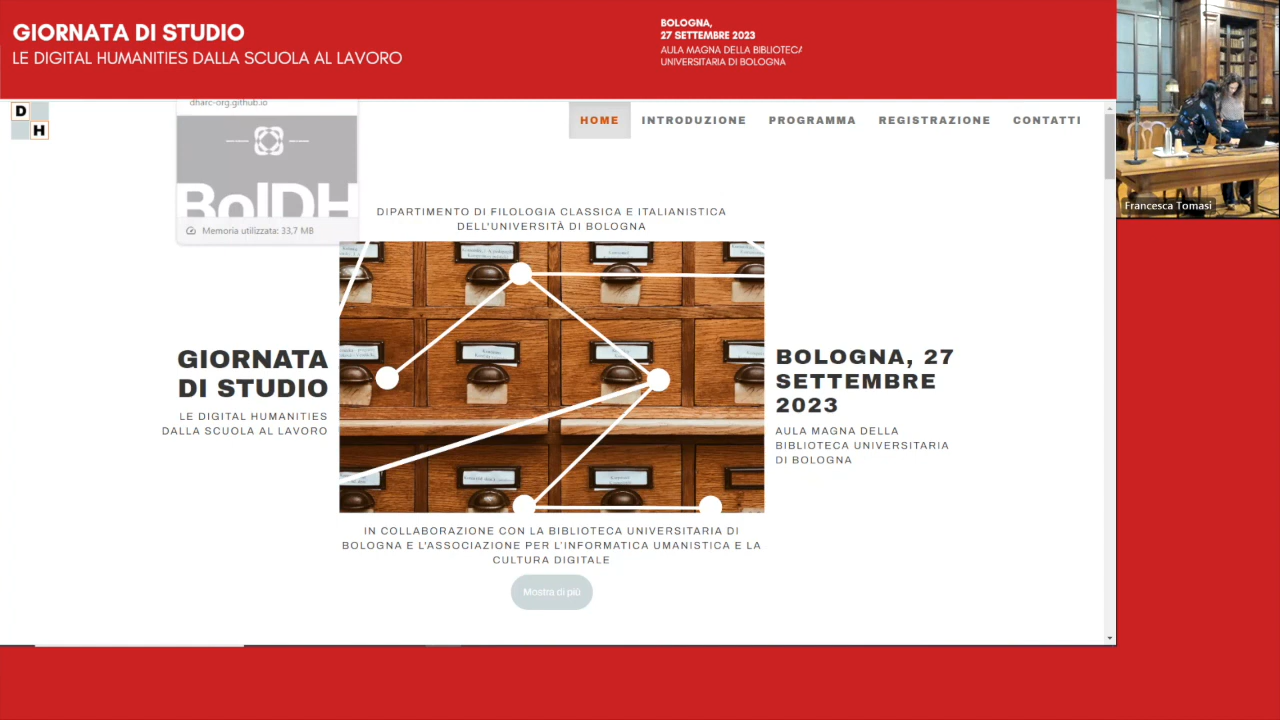 GIORNATA DI STUDIO
LE DIGITAL HUMANITIES DALLA SCUOLA AL LAVORO
BOLOGNA,
27 SETTEMBRE 2023
AULA MAGNA DELLA BIBLIOTECA
UNIVERSITARIA DI BOLOGNA
D
H
dharc-org.github.io
BolDH
Memoria utilizzata: 33.7 MB
HOME INTRODUZIONE PROGRAMMA REGISTRAZIONE CONTATTI
Francesca Tomasi
DIPARTIMENTO DI FILOLOGIA CLASSICA E ITALIANISTICA
DELL'UNIVERSITÀ DI BOLOGNA
GIORNATA
DI STUDIO
LE DIGITAL HUMANITIES
DALLA SCUOLA AL LAVORO
BOLOGNA, 27
SETTEMBRE
2023
AULA MAGNA DELLA
BIBLIOTECA UNIVERSITARIA
DI BOLOGNA
IN COLLABORAZIONE CON LA BIBLIOTECA UNIVERSITARIA DI
BOLOGNA E L'ASSOCIAZIONE PER L'INFORMATICA UMANISTICA E LA
CULTURA DIGITALE
Mostra di più